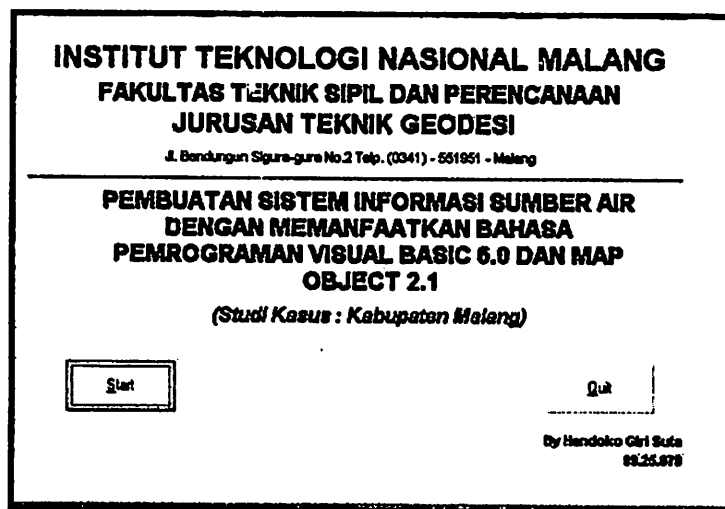 INSTITUT TEKNOLOGI NASIONAL MALANG
FAKULTAS TEKNIK SIPIL DAN PERENCANAAN
JURUSAN TEKNIK GEODESI
Jl. Bendungun Sigura-gura No.2 Telp. (0341) - 551951 - Malang
PEMBUATAN SISTEM INFORMASI SUMBER AIR
DENGAN MEMANFAATKAN BAHASA
PEMROGRAMAN VISUAL BASIC 6.0 DAN MAP
OBJECT 2.1
(Studi Kasus : Kabupaten Malang)
Start
Quit
By Handoko Giri Suta